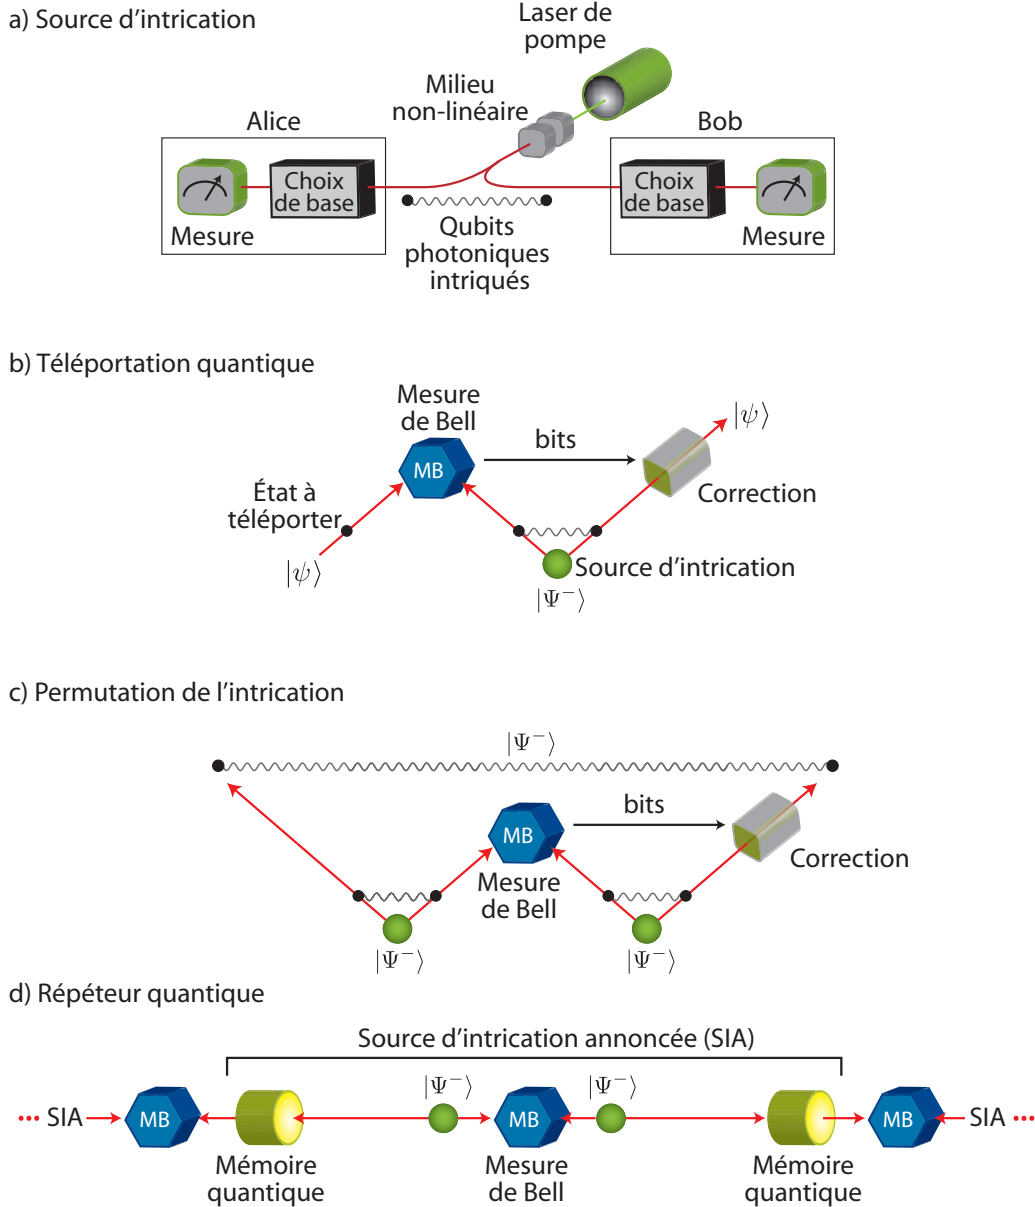 a) Source d’intrication
Laser de
pompe
Milieu
non-linéaire
Alice
Bob
Choix
de base
Mesure
Choix
de base
Mesure
Qubits
photoniques
intriqués
b) Téléportation quantique
Mesure
de Bell
MB
bits
|ψ⟩
Correction
État à
téléporter
|ψ⟩
Source d’intrication
|Ψ⁻⟩
c) Permutation de l’intrication
|Ψ⁻⟩
bits
MB
Correction
Mesure
de Bell
|Ψ⁻⟩
|Ψ⁻⟩
d) Répéteur quantique
Source d’intrication annoncée (SIA)
|Ψ⁻⟩
|Ψ⁻⟩
••• SIA
MB
MB
MB
SIA •••
Mémoire
quantique
Mesure
de Bell
Mémoire
quantique